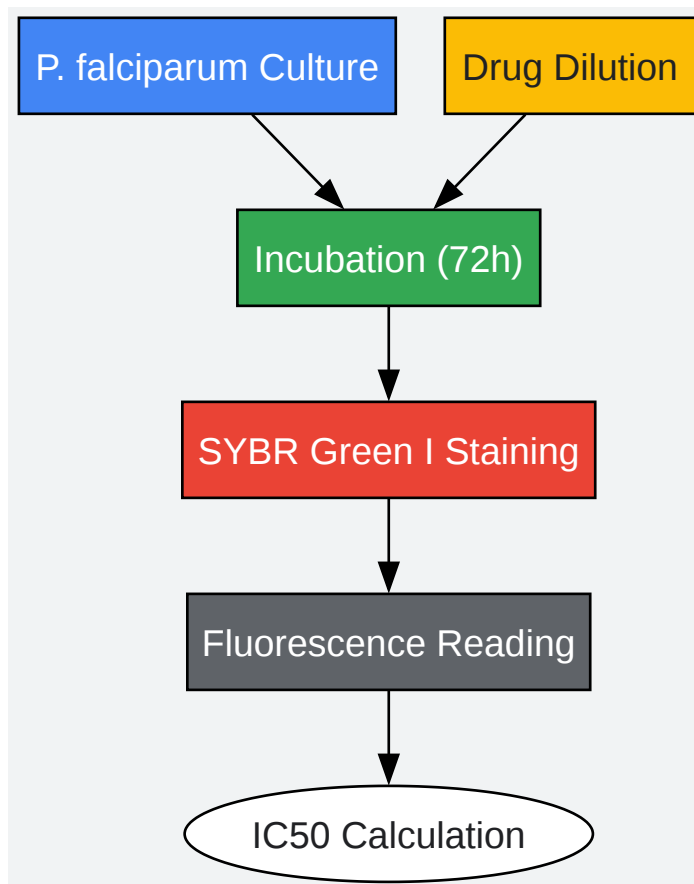 P. falciparum Culture
Drug Dilution
Incubation (72h)
SYBR Green I Staining
Fluorescence Reading
IC50 Calculation